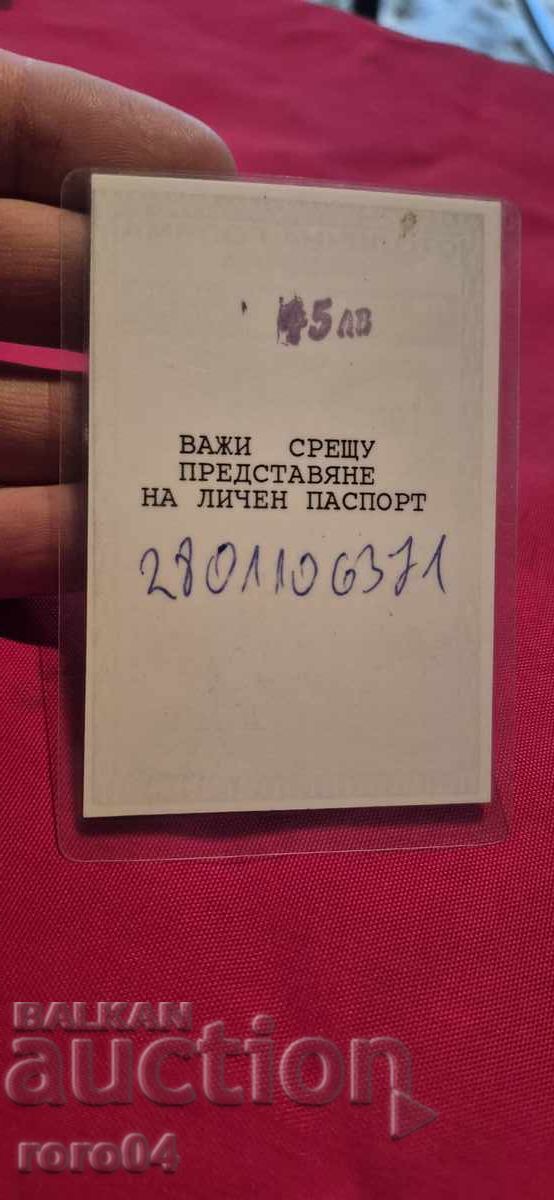 45 лв
ВАЖИ СРЕЩУ
ПРЕДСТАВЯНЕ
НА ЛИЧЕН ПАСПОРТ
2801106371
BALKAN
auction
roro04